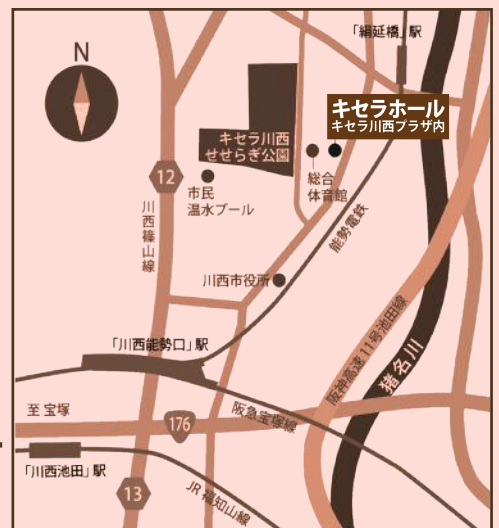 「絹延橋」駅
N
キセラホール
キセラ川西プラザ内
キセラ川西
せせらぎ公園
総合
体育館
12
市民
温水プール
川西篠山線
能勢電鉄
川西市役所
阪神高速11号池田線
「川西能勢口」駅
猪名川
至 宝塚
176
阪急宝塚線
「川西池田」駅
13
JR 福知山線